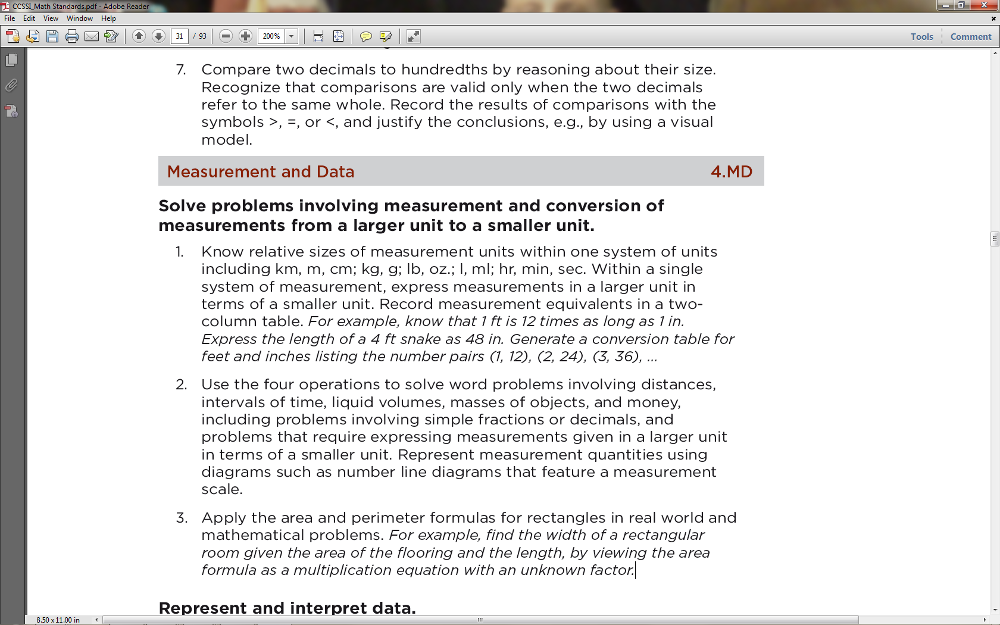 CCSSI_Math Standards.pdf - Adobe Reader
File Edit View Window Help
31 / 93 200% Tools Comment
7. Compare two decimals to hundredths by reasoning about their size.
Recognize that comparisons are valid only when the two decimals
refer to the same whole. Record the results of comparisons with the
symbols >, =, or <, and justify the conclusions, e.g., by using a visual
model.
Measurement and Data 4.MD
Solve problems involving measurement and conversion of
measurements from a larger unit to a smaller unit.
1. Know relative sizes of measurement units within one system of units
including km, m, cm; kg, g; lb, oz.; l, ml; hr, min, sec. Within a single
system of measurement, express measurements in a larger unit in
terms of a smaller unit. Record measurement equivalents in a two-
column table. For example, know that 1 ft is 12 times as long as 1 in.
Express the length of a 4 ft snake as 48 in. Generate a conversion table for
feet and inches listing the number pairs (1, 12), (2, 24), (3, 36), ...
2. Use the four operations to solve word problems involving distances,
intervals of time, liquid volumes, masses of objects, and money,
including problems involving simple fractions or decimals, and
problems that require expressing measurements given in a larger unit
in terms of a smaller unit. Represent measurement quantities using
diagrams such as number line diagrams that feature a measurement
scale.
3. Apply the area and perimeter formulas for rectangles in real world and
mathematical problems. For example, find the width of a rectangular
room given the area of the flooring and the length, by viewing the area
formula as a multiplication equation with an unknown factor.
Represent and interpret data.
8.50 x 11.00 in